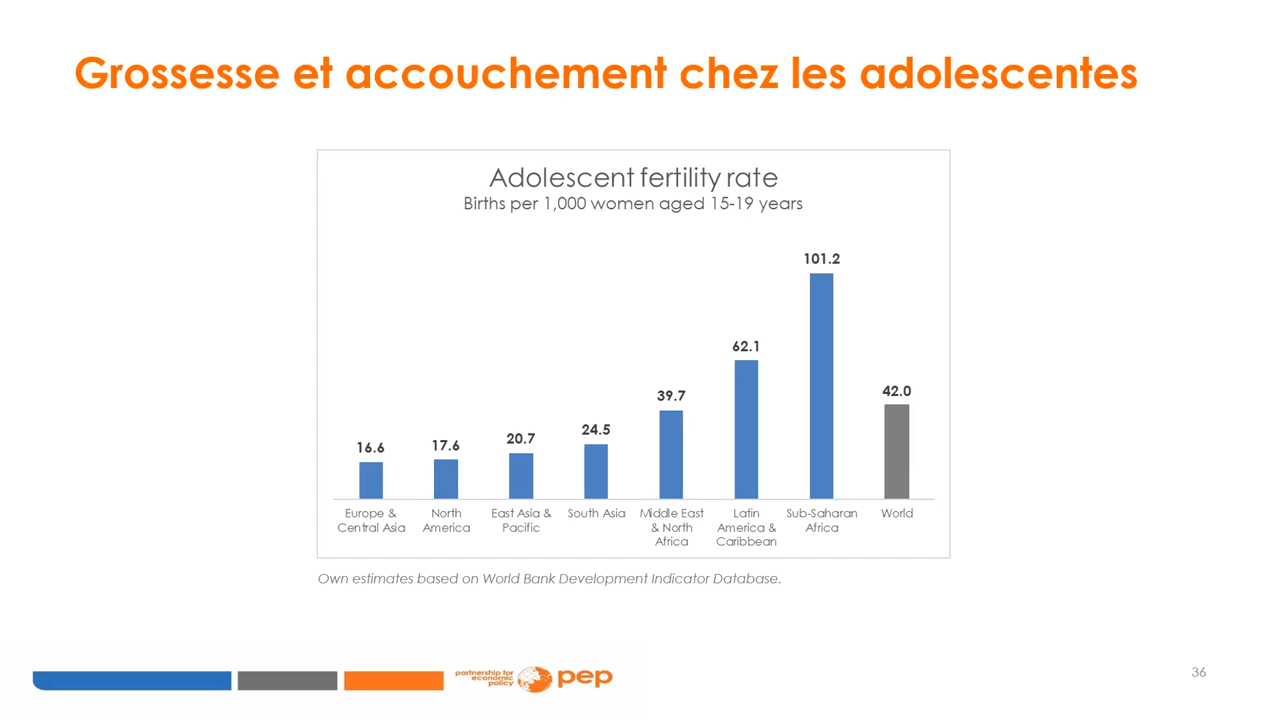 Grossesse et accouchement chez les adolescentes
Adolescent fertility rate
Births per 1,000 women aged 15-19 years
101.2
62.1
42.0
39.7
24.5
20.7
17.6
16.6
Europe &
Central Asia
North
America
East Asia &
Pacific
South Asia
Middle East
& North
Africa
Latin
America &
Caribbean
Sub-Saharan
Africa
World
Own estimates based on World Bank Development Indicator Database.
partnership for
economic
policy
pep
36